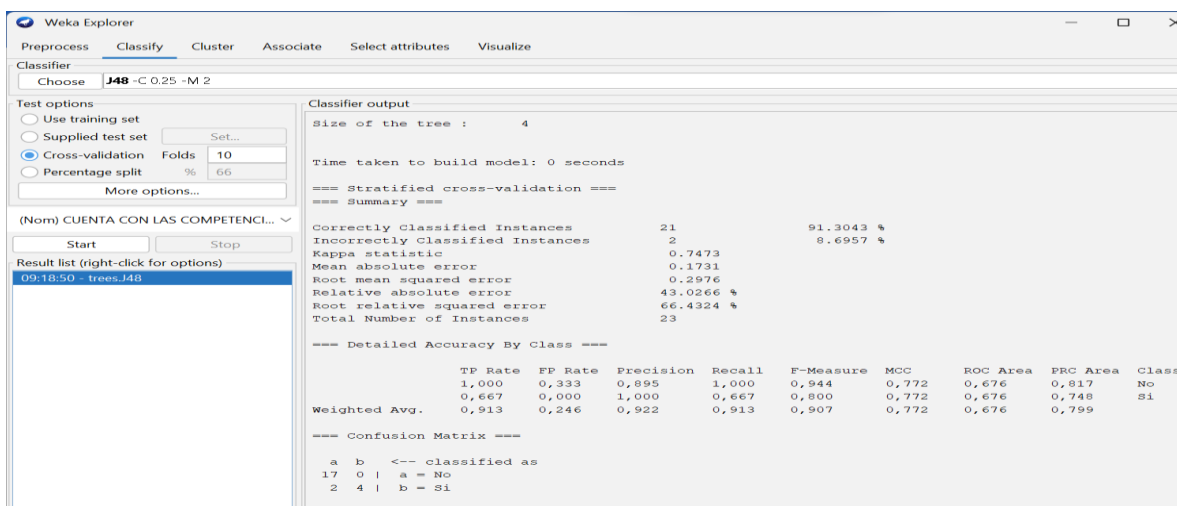 Weka Explorer
Preprocess Classify Cluster Associate Select attributes Visualize
Classifier
Choose J48 -C 0.25 -M 2
Test options
Use training set
Supplied test set Set...
Cross-validation Folds 10
Percentage split % 66
More options...
(Nom) CUENTA CON LAS COMPETENCI...
Start Stop
Result list (right-click for options)
09:18:50 - trees.J48
Classifier output
Size of the tree : 4
Time taken to build model: 0 seconds
=== Stratified cross-validation ===
=== Summary ===
Correctly Classified Instances 21 91.3043 %
Incorrectly Classified Instances 2 8.6957 %
Kappa statistic 0.7473
Mean absolute error 0.1731
Root mean squared error 0.2976
Relative absolute error 43.0266 %
Root relative squared error 66.4324 %
Total Number of Instances 23
=== Detailed Accuracy By Class ===
TP Rate FP Rate Precision Recall F-Measure MCC ROC Area PRC Area Class
1,000 0,333 0,895 1,000 0,944 0,772 0,676 0,817 No
0,667 0,000 1,000 0,667 0,800 0,772 0,676 0,748 Si
Weighted Avg. 0,913 0,246 0,922 0,913 0,907 0,772 0,676 0,799
=== Confusion Matrix ===
a b <-- classified as
17 0 | a = No
2 4 | b = Si